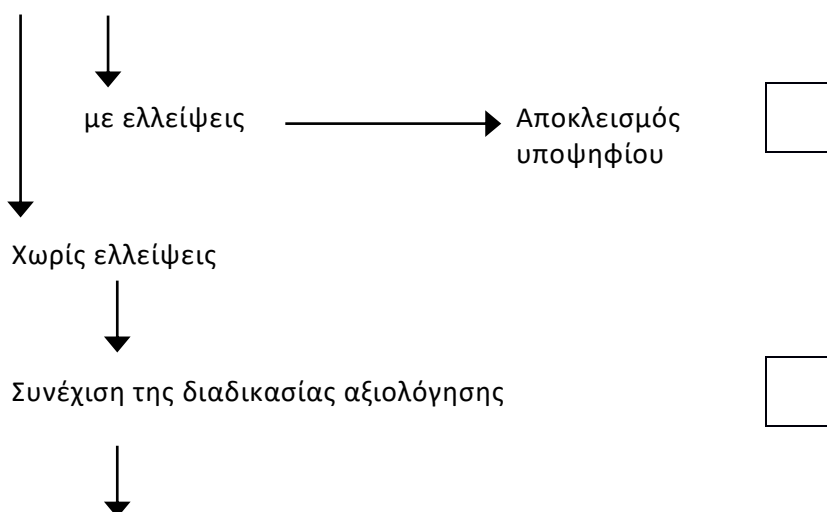 με ελλείψεις
Αποκλεισμός
υποψηφίου
Χωρίς ελλείψεις
Συνέχιση της διαδικασίας αξιολόγησης